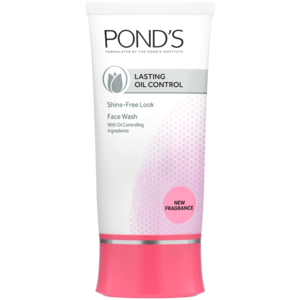 POND'S
FORMULATED BY THE POND'S INSTITUTE
LASTING
OIL CONTROL
Shine-Free Look
Face Wash
With Oil Controlling
Ingredients
NEW
FRAGRANCE